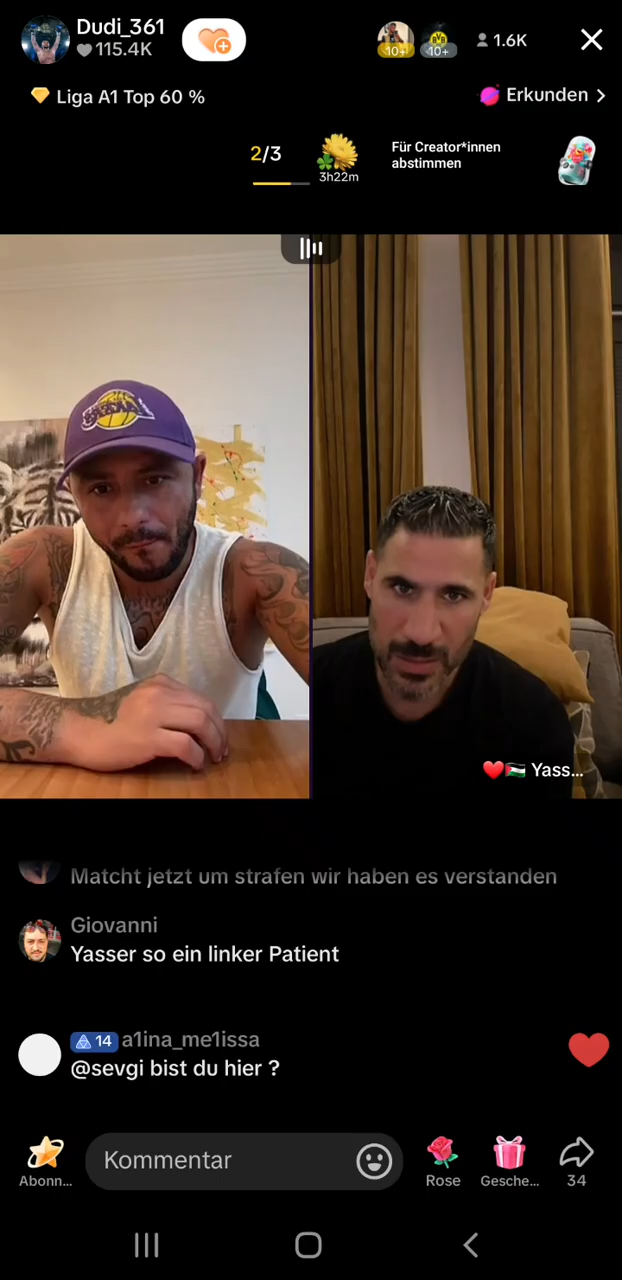 Dudi_361
115.4K
10+
10+
1.6K
Liga A1 Top 60 %
Erkunden
2/3
3h22m
Für Creator*innen
abstimmen
Yass...
Matcht jetzt um strafen wir haben es verstanden
Giovanni
Yasser so ein linker Patient
14 a1ina_me1issa
@sevgi bist du hier ?
Abonn...
Kommentar
Rose
Gesche...
34